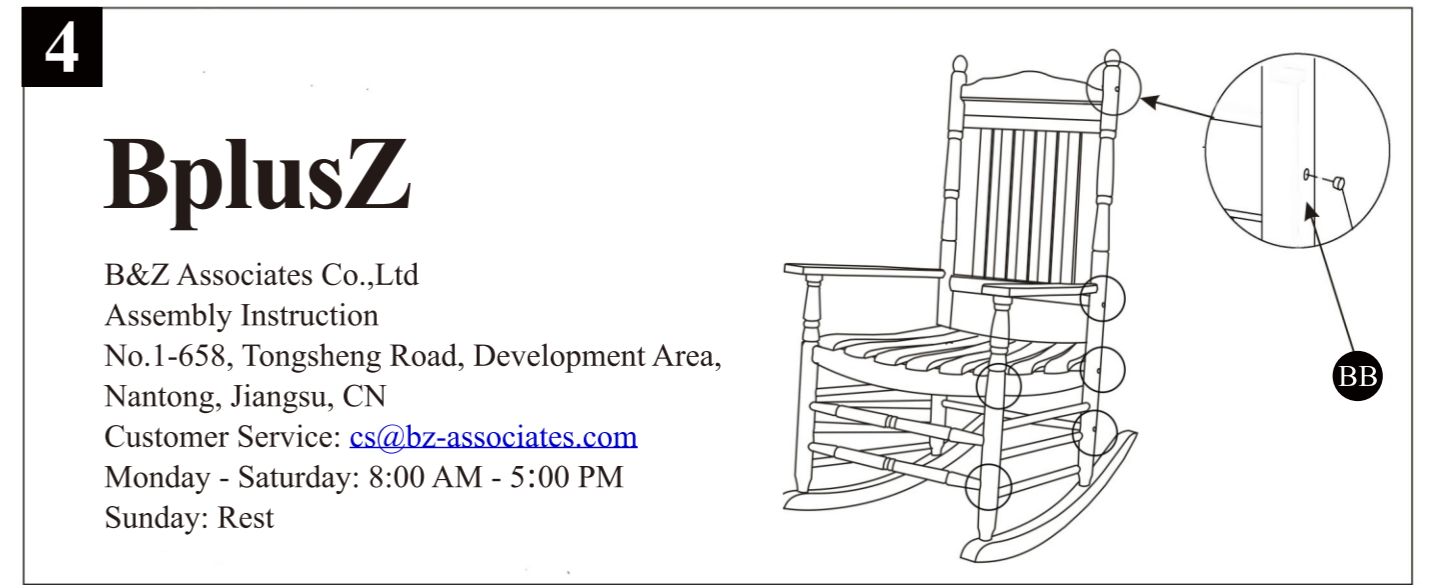 4
BplusZ
B&Z Associates Co.,Ltd
Assembly Instruction
No.1-658, Tongsheng Road, Development Area,
Nantong, Jiangsu, CN
Customer Service: cs@bz-associates.com
Monday - Saturday: 8:00 AM - 5:00 PM
Sunday: Rest
BB